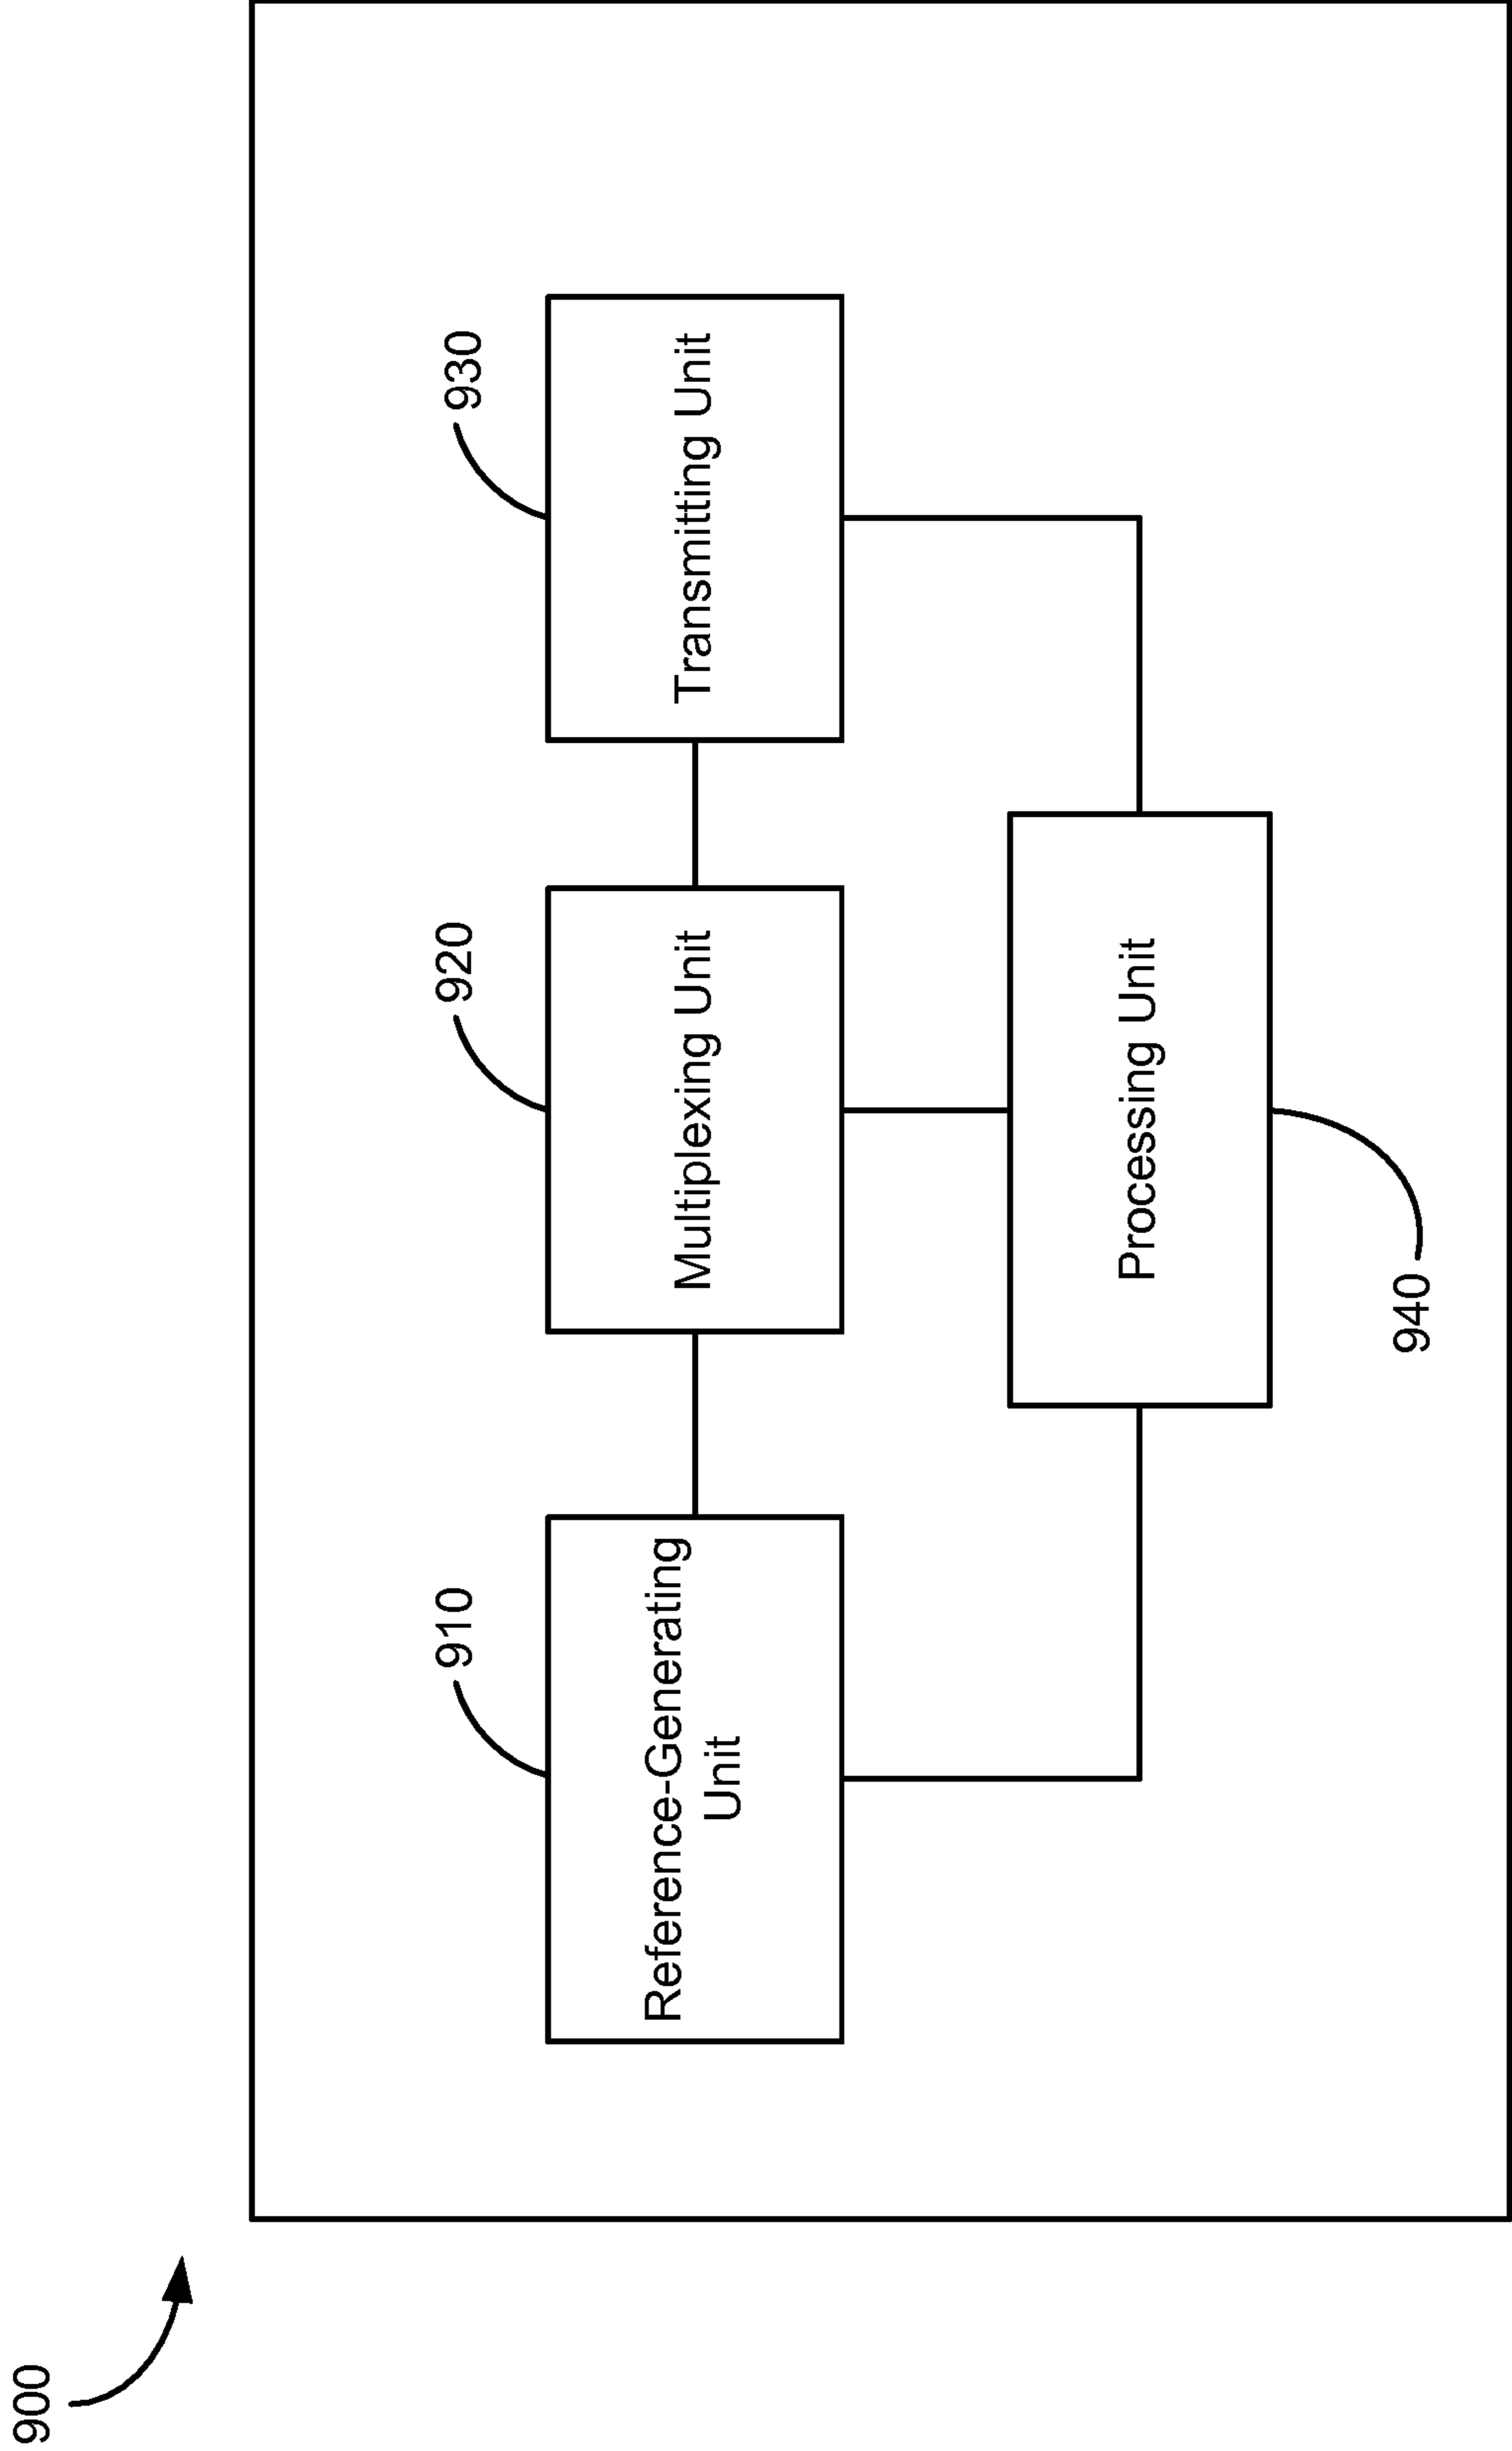 900
910
920
930
Reference-Generating
Unit
Multiplexing Unit
Transmitting Unit
Processing Unit
940